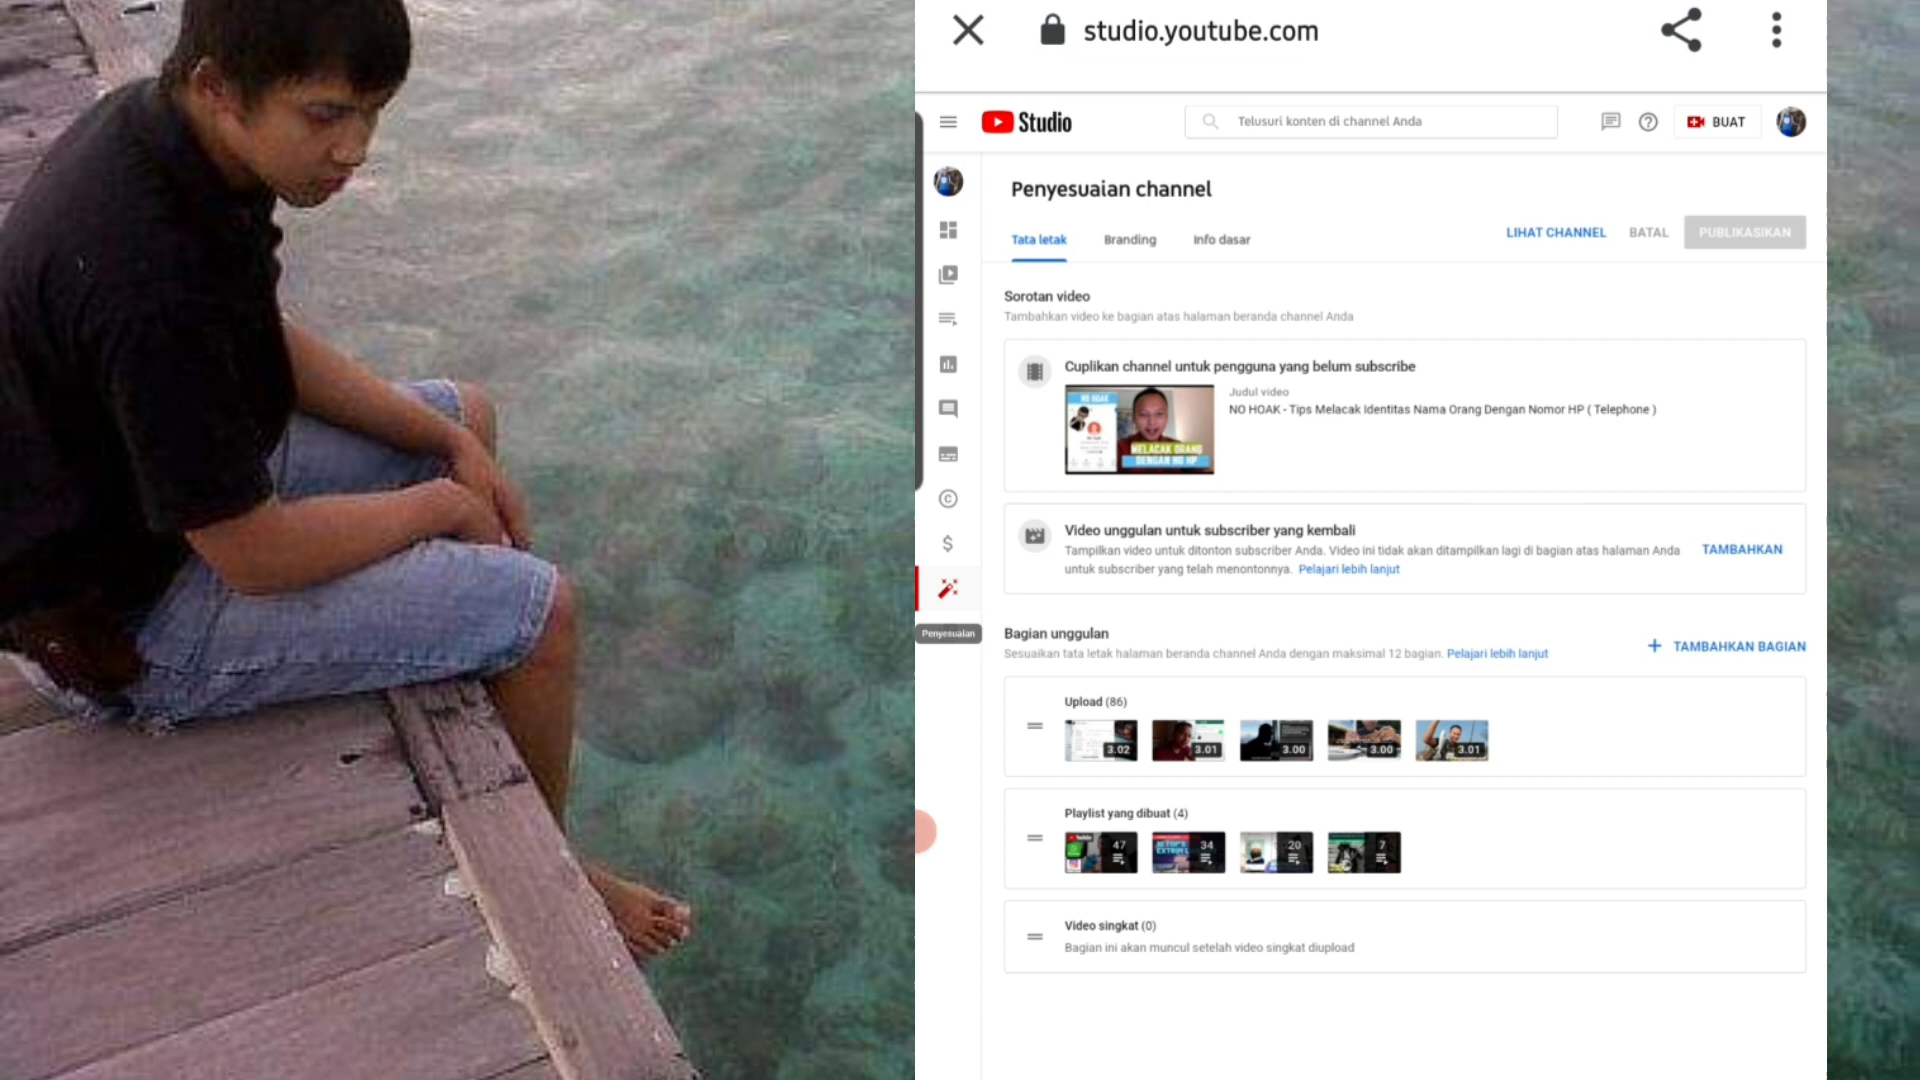 studio.youtube.com
Studio
Telusuri konten di channel Anda
BUAT
Penyesuaian channel
Tata letak
Branding
Info dasar
LIHAT CHANNEL
BATAL
PUBLIKASIKAN
Sorotan video
Tambahkan video ke bagian atas halaman beranda channel Anda
Cuplikan channel untuk pengguna yang belum subscribe
NO HOAK
MELACAK ORANG
DENGAN NO HP
Judul video
NO HOAK - Tips Melacak Identitas Nama Orang Dengan Nomor HP ( Telephone )
Video unggulan untuk subscriber yang kembali
Tampilkan video untuk ditonton subscriber Anda. Video ini tidak akan ditampilkan lagi di bagian atas halaman Anda
untuk subscriber yang telah menontonnya. Pelajari lebih lanjut
TAMBAHKAN
Penyesuaian
Bagian unggulan
Sesuaikan tata letak halaman beranda channel Anda dengan maksimal 12 bagian. Pelajari lebih lanjut
TAMBAHKAN BAGIAN
Upload (86)
3.02
3.01
3.00
3.00
3.01
Playlist yang dibuat (4)
47
34
20
7
Video singkat (0)
Bagian ini akan muncul setelah video singkat diupload